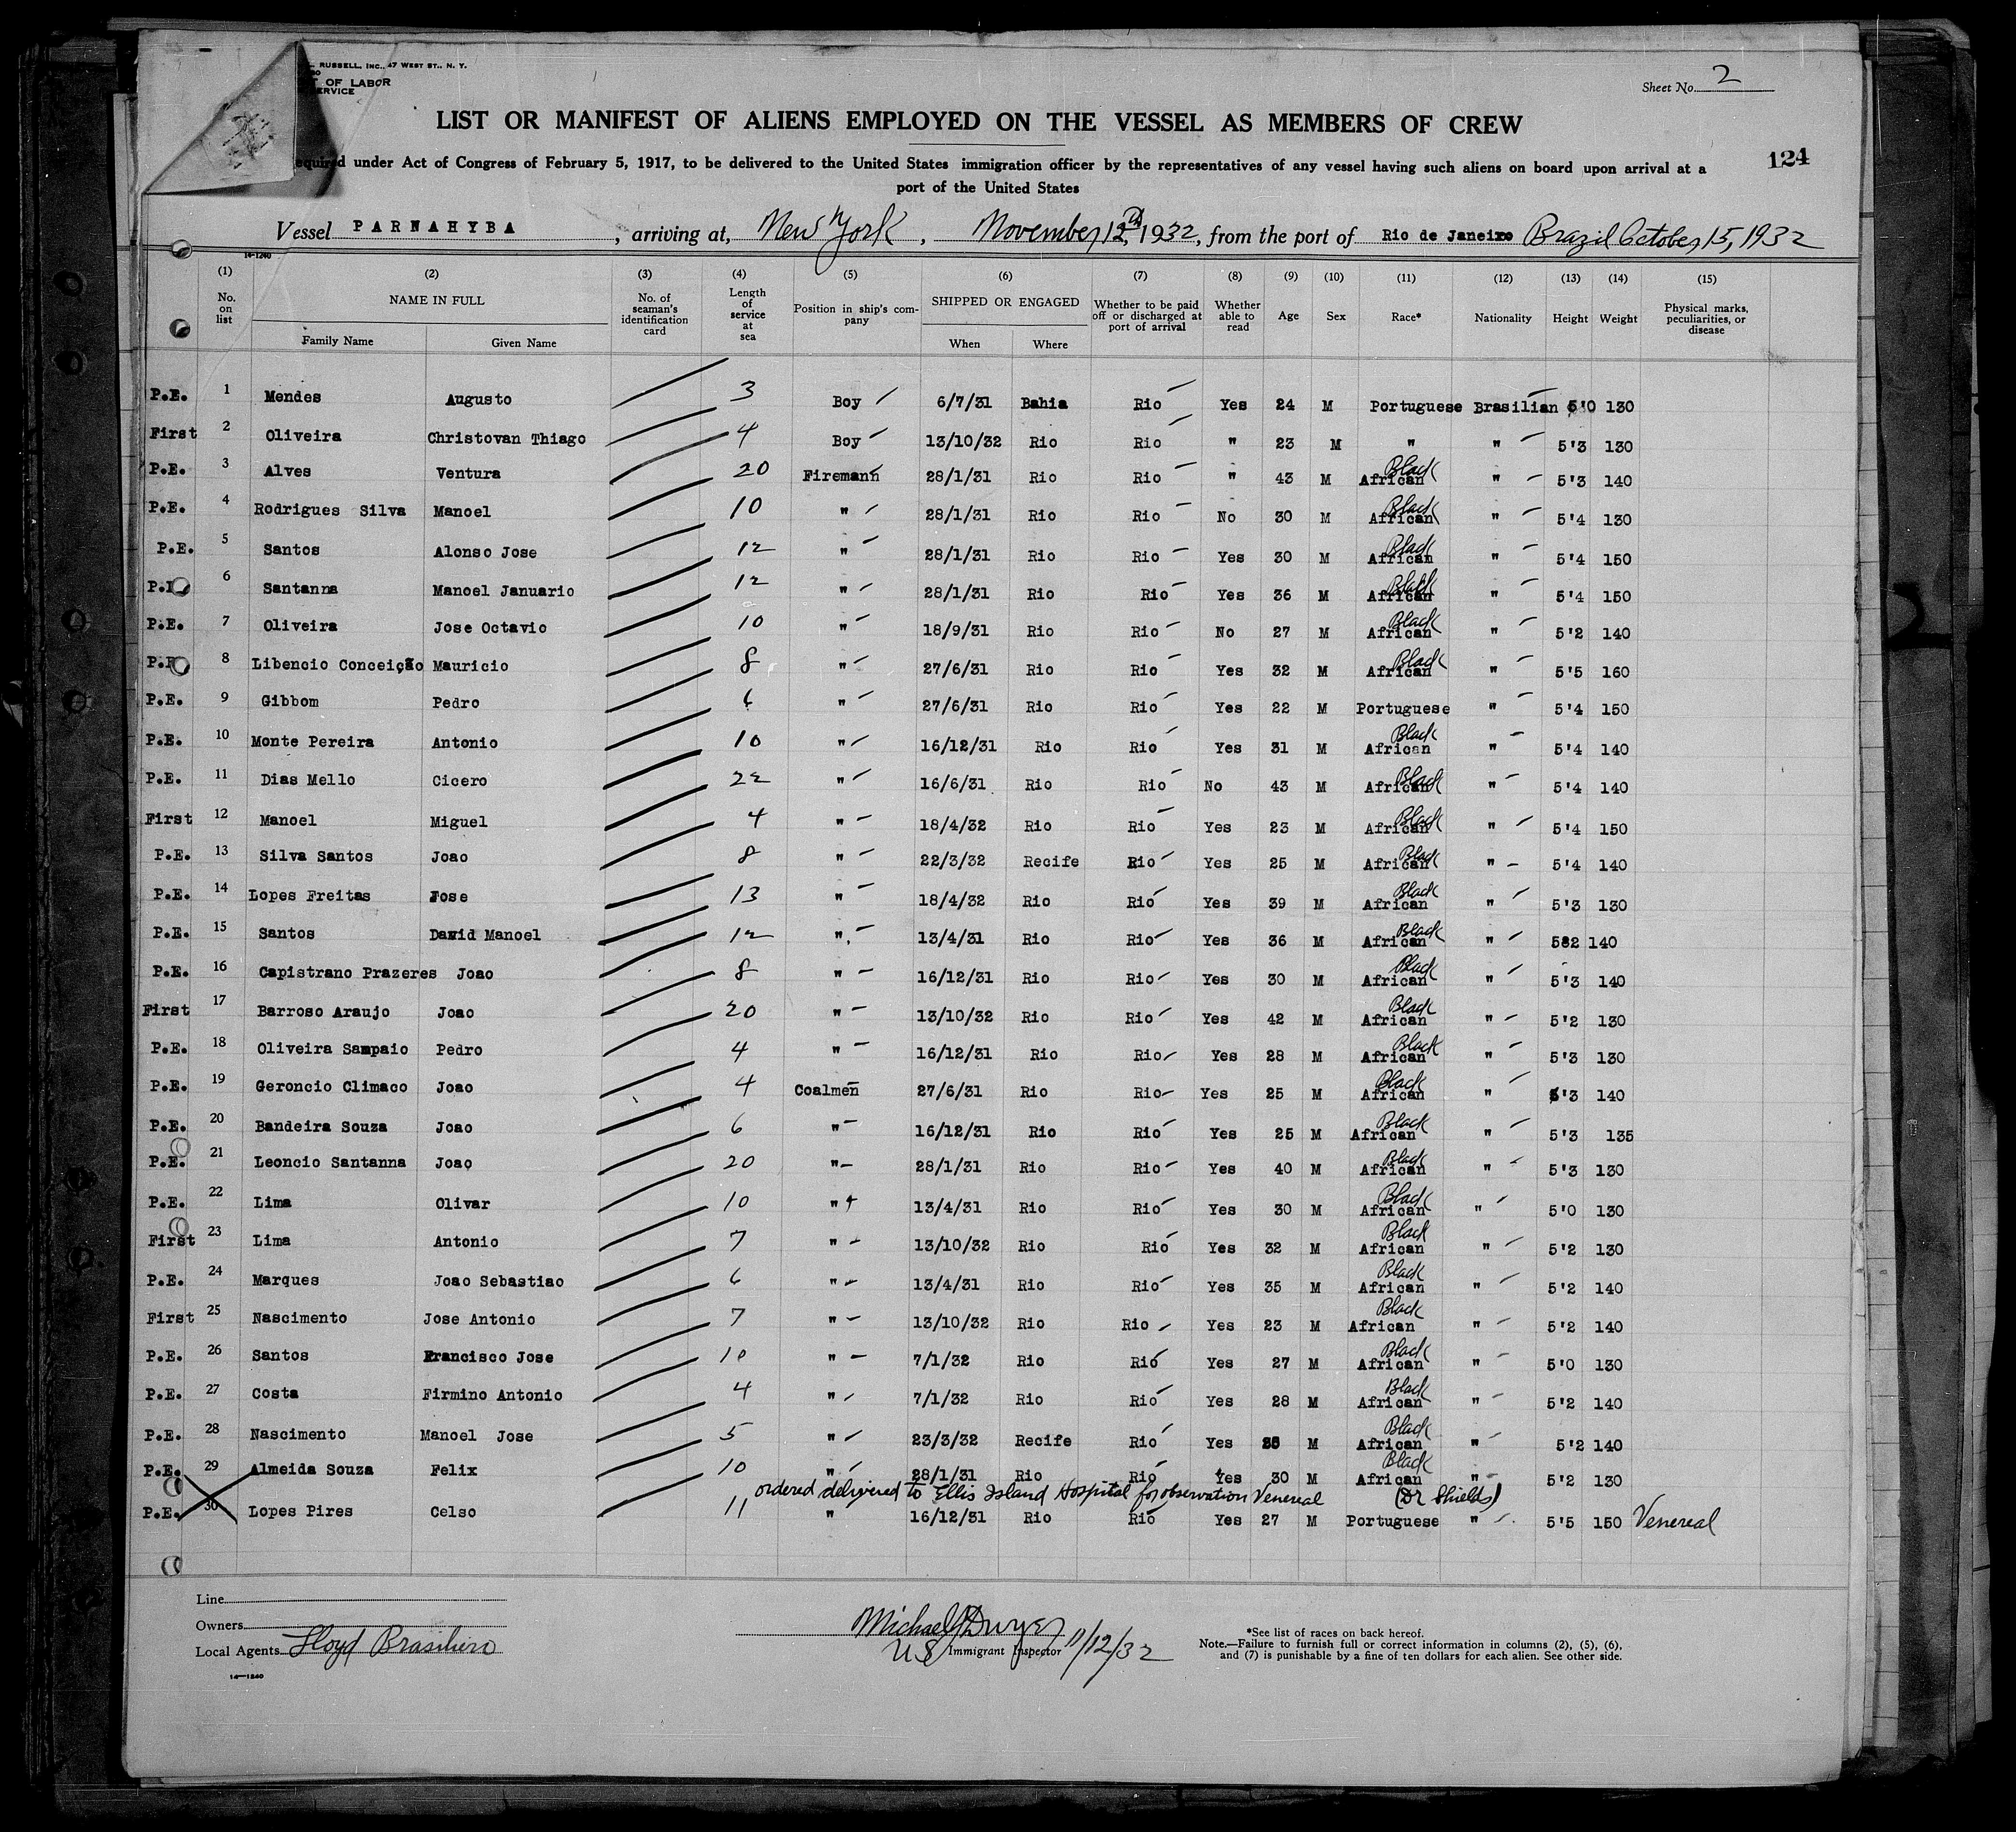 RUSSELL, INC., 47 WEST ST., N. Y.
OF LABOR
SERVICE
Sheet No. 2
LIST OR MANIFEST OF ALIENS EMPLOYED ON THE VESSEL AS MEMBERS OF CREW
equired under Act of Congress of February 5, 1917, to be delivered to the United States immigration officer by the representatives of any vessel having such aliens on board upon arrival at a
port of the United States
124
Vessel PARNAHYBA, arriving at, New York, November 12th, 1932, from the port of Rio de Janeiro Brazil October 15, 1932
14-1240
(1) (2) (3) (4) (5) (6) (7) (8) (9) (10) (11) (12) (13) (14) (15)
No. on list NAME IN FULL Family Name Given Name No. of seaman's identification card Length of service at sea Position in ship's company SHIPPED OR ENGAGED When Where Whether to be paid off or discharged at port of arrival Whether able to read Age Sex Race* Nationality Height Weight Physical marks, peculiarities, or disease
P.E. 1 Mendes Augusto 3 Boy 6/7/31 Bahia Rio Yes 24 M Portuguese Brasilian 5'0 130
First 2 Oliveira Christovan Thiago 4 Boy 13/10/32 Rio Rio " 23 M " " 5'3 130
P.E. 3 Alves Ventura 20 Firemann 28/1/31 Rio Rio " 43 M African Black " 5'3 140
P.E. 4 Rodrigues Silva Manoel 10 " 28/1/31 Rio Rio No 30 M African Black " 5'4 130
P.E. 5 Santos Alonso Jose 12 " 28/1/31 Rio Rio Yes 30 M African Black " 5'4 150
P.E. 6 Santanna Manoel Januario 12 " 28/1/31 Rio Rio Yes 36 M African Black " 5'4 150
P.E. 7 Oliveira Jose Octavio 10 " 18/9/31 Rio Rio No 27 M African Black " 5'2 140
P.E. 8 Libencio Conceição Mauricio 8 " 27/6/31 Rio Rio Yes 32 M African Black " 5'5 160
P.E. 9 Gibbom Pedro 6 " 27/6/31 Rio Rio Yes 22 M Portuguese " 5'4 150
P.E. 10 Monte Pereira Antonio 10 " 16/12/31 Rio Rio Yes 31 M African Black " 5'4 140
P.E. 11 Dias Mello Cicero 22 " 16/6/31 Rio Rio No 43 M African Black " 5'4 140
First 12 Manoel Miguel 4 " 18/4/32 Rio Rio Yes 23 M African Black " 5'4 150
P.E. 13 Silva Santos Joao 8 " 22/3/32 Recife Rio Yes 25 M African Black " 5'4 140
P.E. 14 Lopes Freitas Jose 13 " 18/4/32 Rio Rio Yes 39 M African Black " 5'3 130
P.E. 15 Santos David Manoel 12 " 13/4/31 Rio Rio Yes 36 M African Black " 582 140
P.E. 16 Capistrano Prazeres Joao 8 " 16/12/31 Rio Rio Yes 30 M African Black " 5'3 140
First 17 Barroso Araujo Joao 20 " 13/10/32 Rio Rio Yes 42 M African Black " 5'2 130
P.E. 18 Oliveira Sampaio Pedro 4 " 16/12/31 Rio Rio Yes 28 M African Black " 5'3 130
P.E. 19 Geroncio Climaco Joao 4 Coalmen 27/6/31 Rio Rio Yes 25 M African Black " 5'3 140
P.E. 20 Bandeira Souza Joao 6 " 16/12/31 Rio Rio Yes 25 M African Black " 5'3 135
P.E. 21 Leoncio Santanna Joao 20 " 28/1/31 Rio Rio Yes 40 M African Black " 5'3 130
P.E. 22 Lima Olivar 10 " 13/4/31 Rio Rio Yes 30 M African Black " 5'0 130
First 23 Lima Antonio 7 " 13/10/32 Rio Rio Yes 32 M African Black " 5'2 130
P.E. 24 Marques Joao Sebastiao 6 " 13/4/31 Rio Rio Yes 35 M African Black " 5'2 140
First 25 Nascimento Jose Antonio 7 " 13/10/32 Rio Rio Yes 23 M African Black " 5'2 140
P.E. 26 Santos Francisco Jose 10 " 7/1/32 Rio Rio Yes 27 M African Black " 5'0 130
P.E. 27 Costa Firmino Antonio 4 " 7/1/32 Rio Rio Yes 28 M African Black " 5'2 140
P.E. 28 Nascimento Manoel Jose 5 " 23/3/32 Recife Rio Yes M African Black " 5'2 140
P.E. 29 Almeida Souza Felix 10 " 28/1/31 Rio Rio Yes 30 M African Black " 5'2 130
ordered delivered to Ellis Island Hospital for observation Venereal (Dr Shields)
P.E. 30 Lopes Pires Celso 11 " 16/12/31 Rio Rio Yes 27 M Portuguese " 5'5 150 Venereal
Line
Owners
Local Agents Lloyd Brasileiro
14-1240
Michael Dwyer
US Immigrant Inspector 11/12/32
*See list of races on back hereof.
Note.—Failure to furnish full or correct information in columns (2), (5), (6),
and (7) is punishable by a fine of ten dollars for each alien. See other side.